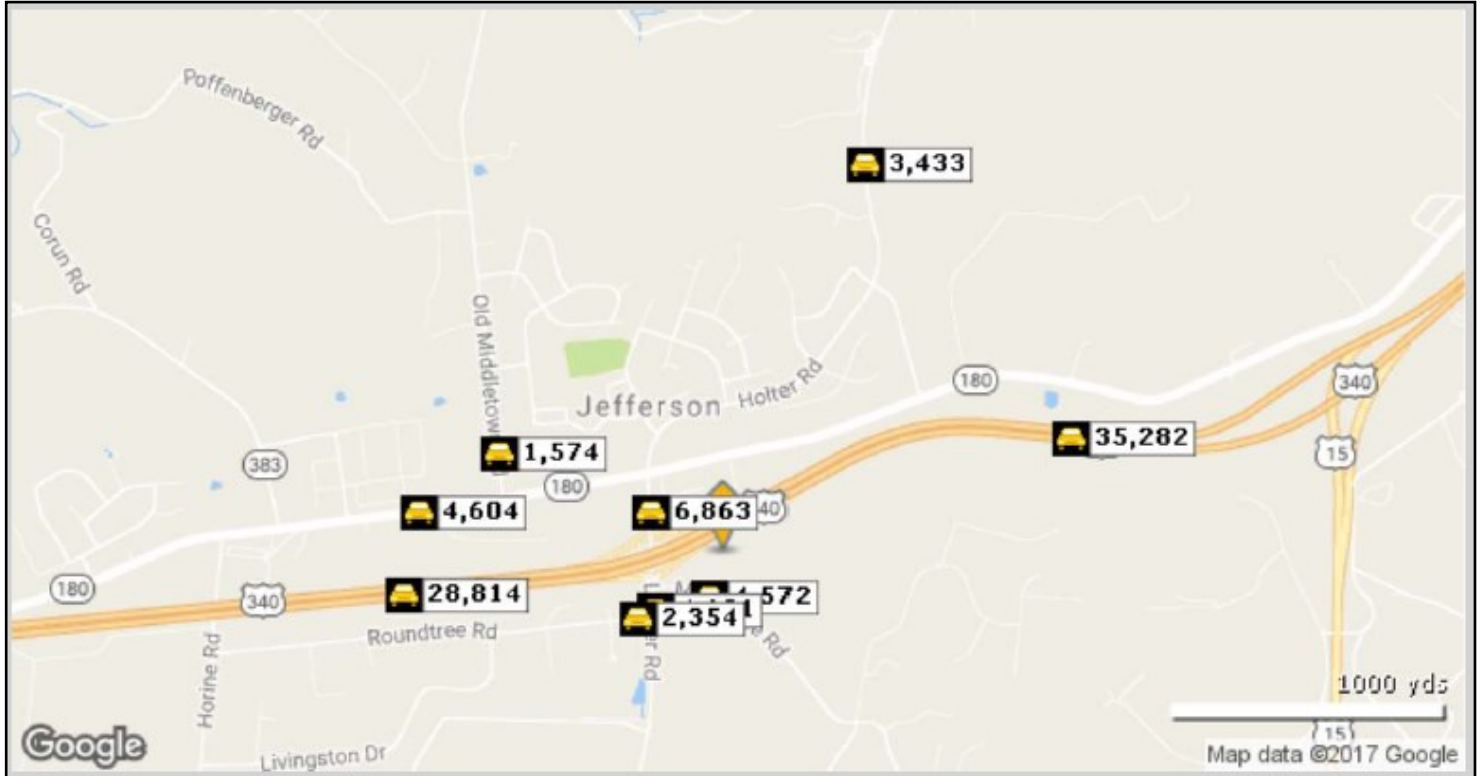 Poffenberger Rd
3,433
Corun Rd
Old Middletow
Jefferson
Holter Rd
180
340
35,282
15
1,574
383
180
4,604
6,863
40
180
340
28,814
572
2,354
Roundtree Rd
Horine Rd
Livingston Dr
1000 yds
15
Google
Map data ©2017 Google